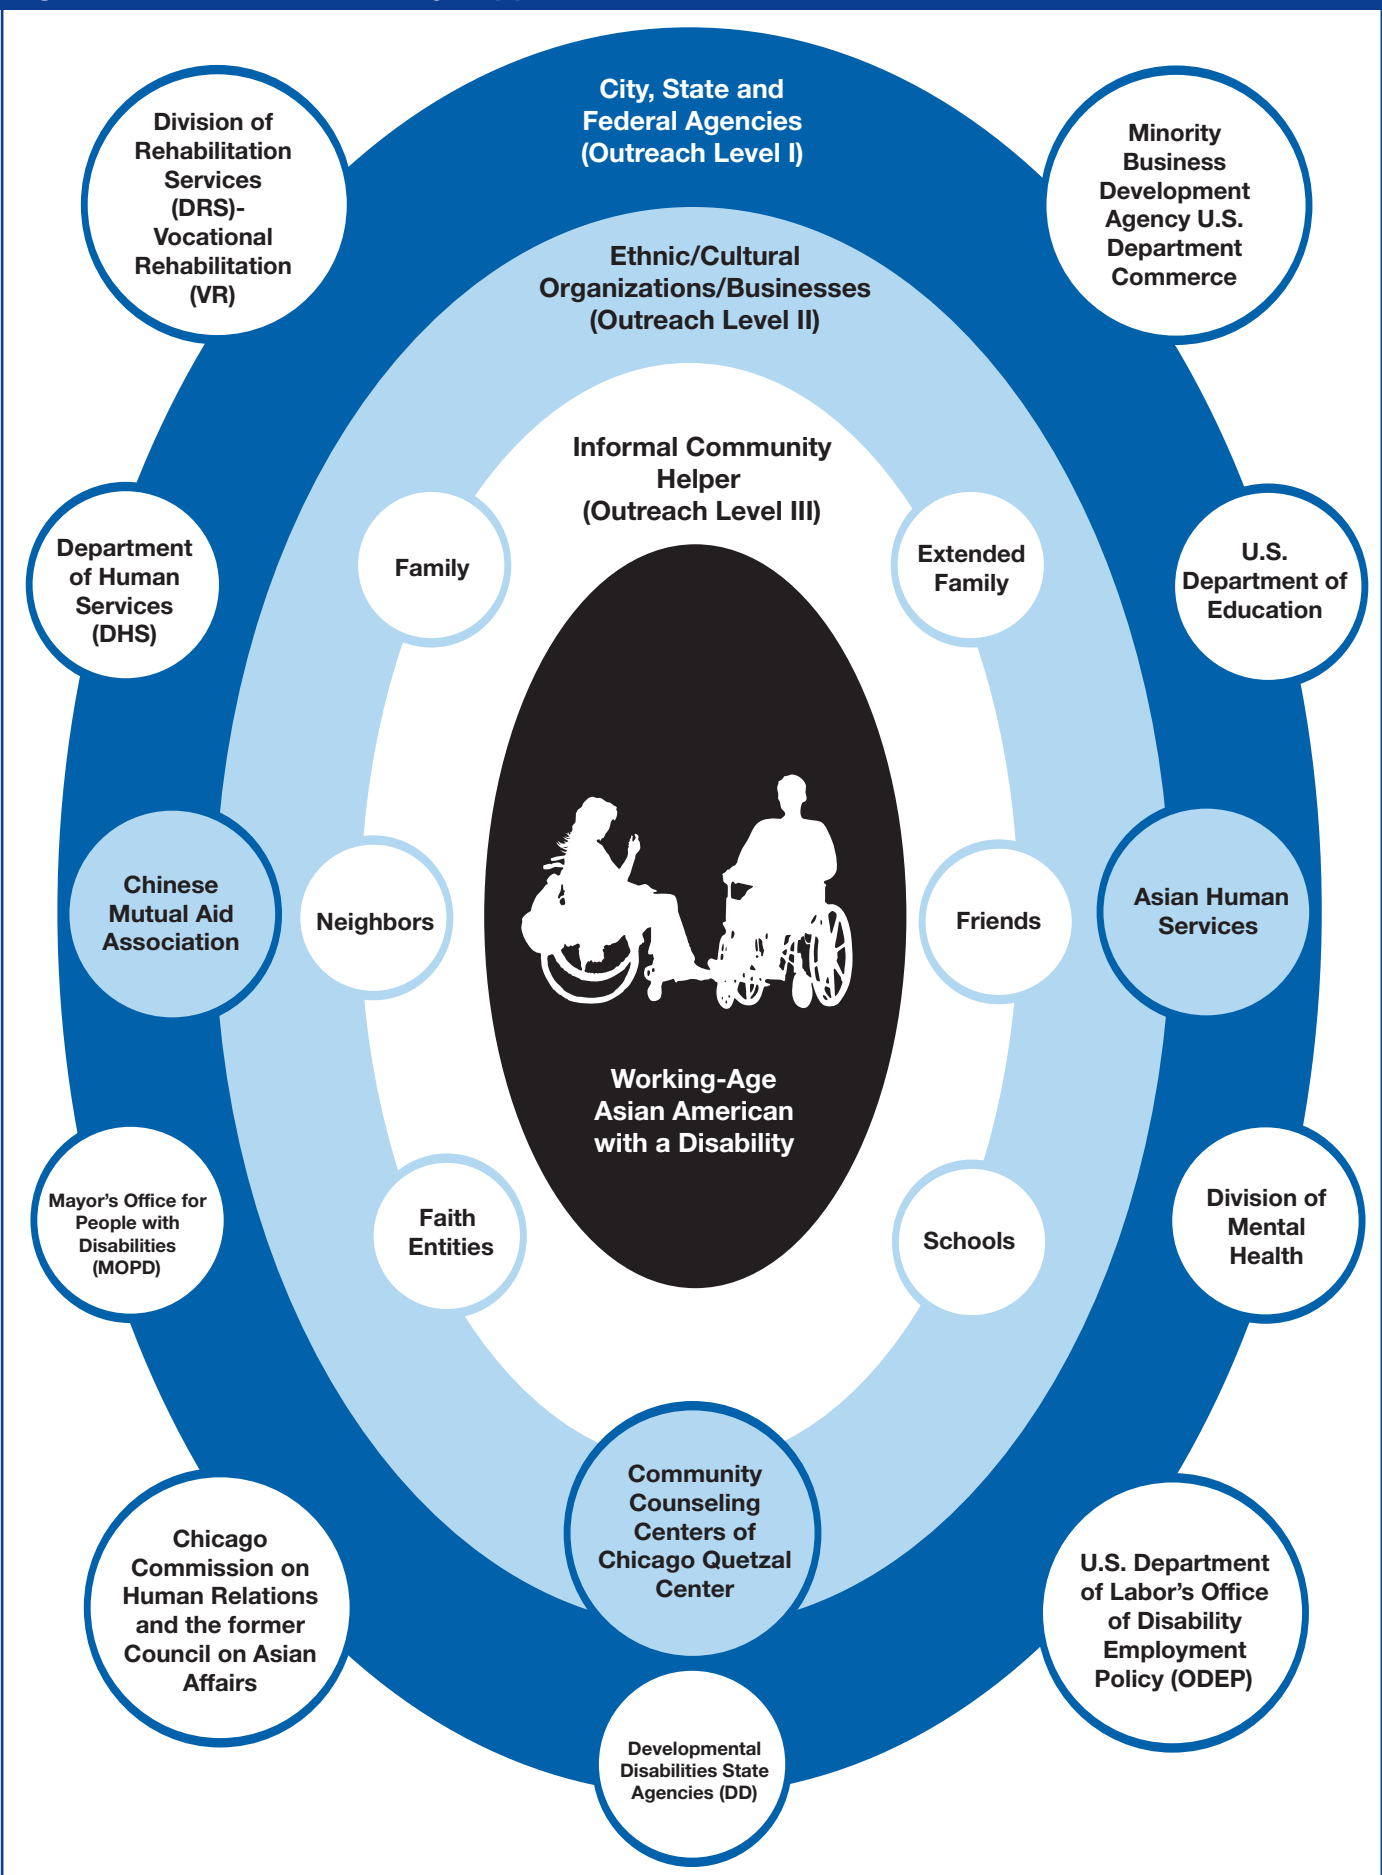 City, State and
Federal Agencies
(Outreach Level I)
Division of
Rehabilitation
Services
(DRS)-
Vocational
Rehabilitation
(VR)
Minority
Business
Development
Agency U.S.
Department
Commerce
Ethnic/Cultural
Organizations/Businesses
(Outreach Level II)
Informal Community
Helper
(Outreach Level III)
Department
of Human
Services
(DHS)
Family
Extended
Family
U.S.
Department of
Education
Chinese
Mutual Aid
Association
Neighbors
Friends
Asian Human
Services
Working-Age
Asian American
with a Disability
Mayor’s Office for
People with
Disabilities
(MOPD)
Faith
Entities
Schools
Division of
Mental
Health
Community
Counseling
Centers of
Chicago Quetzal
Center
Chicago
Commission on
Human Relations
and the former
Council on Asian
Affairs
U.S. Department
of Labor’s Office
of Disability
Employment
Policy (ODEP)
Developmental
Disabilities State
Agencies (DD)